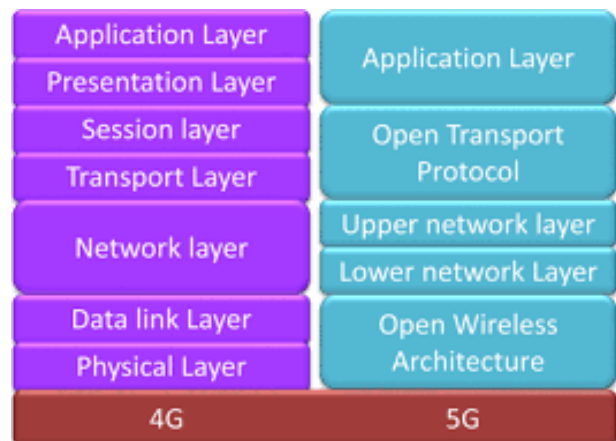 Application Layer
Presentation Layer
Session layer
Transport Layer
Network layer
Data link Layer
Physical Layer
4G
Application Layer
Open Transport
Protocol
Upper network layer
Lower network Layer
Open Wireless
Architecture
5G